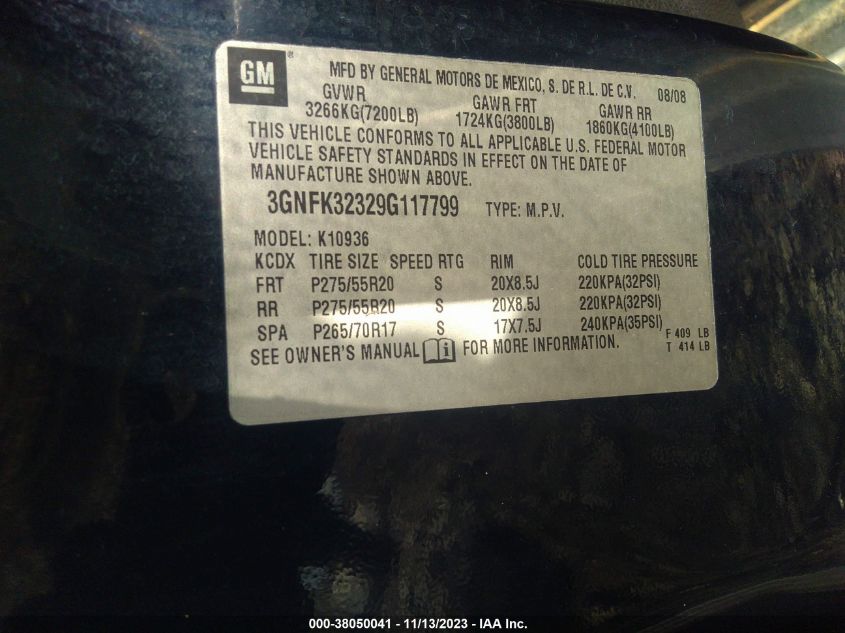 GM ® MFD BY GENERAL MOTORS DE MEXICO, S. DE R.L. DE C.V. 08/08
GVWR GAWR FRT GAWR RR
3266KG(7200LB) 1724KG(3800LB) 1860KG(4100LB)
THIS VEHICLE CONFORMS TO ALL APPLICABLE U.S. FEDERAL MOTOR
VEHICLE SAFETY STANDARDS IN EFFECT ON THE DATE OF
MANUFACTURE SHOWN ABOVE.
3GNFK32329G117799 TYPE: M.P.V.
MODEL: K10936
KCDX TIRE SIZE SPEED RTG RIM COLD TIRE PRESSURE
FRT P275/55R20 S 20X8.5J 220KPA(32PSI)
RR P275/55R20 S 20X8.5J 220KPA(32PSI)
SPA P265/70R17 S 17X7.5J 240KPA(35PSI)
SEE OWNER'S MANUAL i FOR MORE INFORMATION.
F 409 LB
T 414 LB
000-38050041 - 11/13/2023 - IAA Inc.